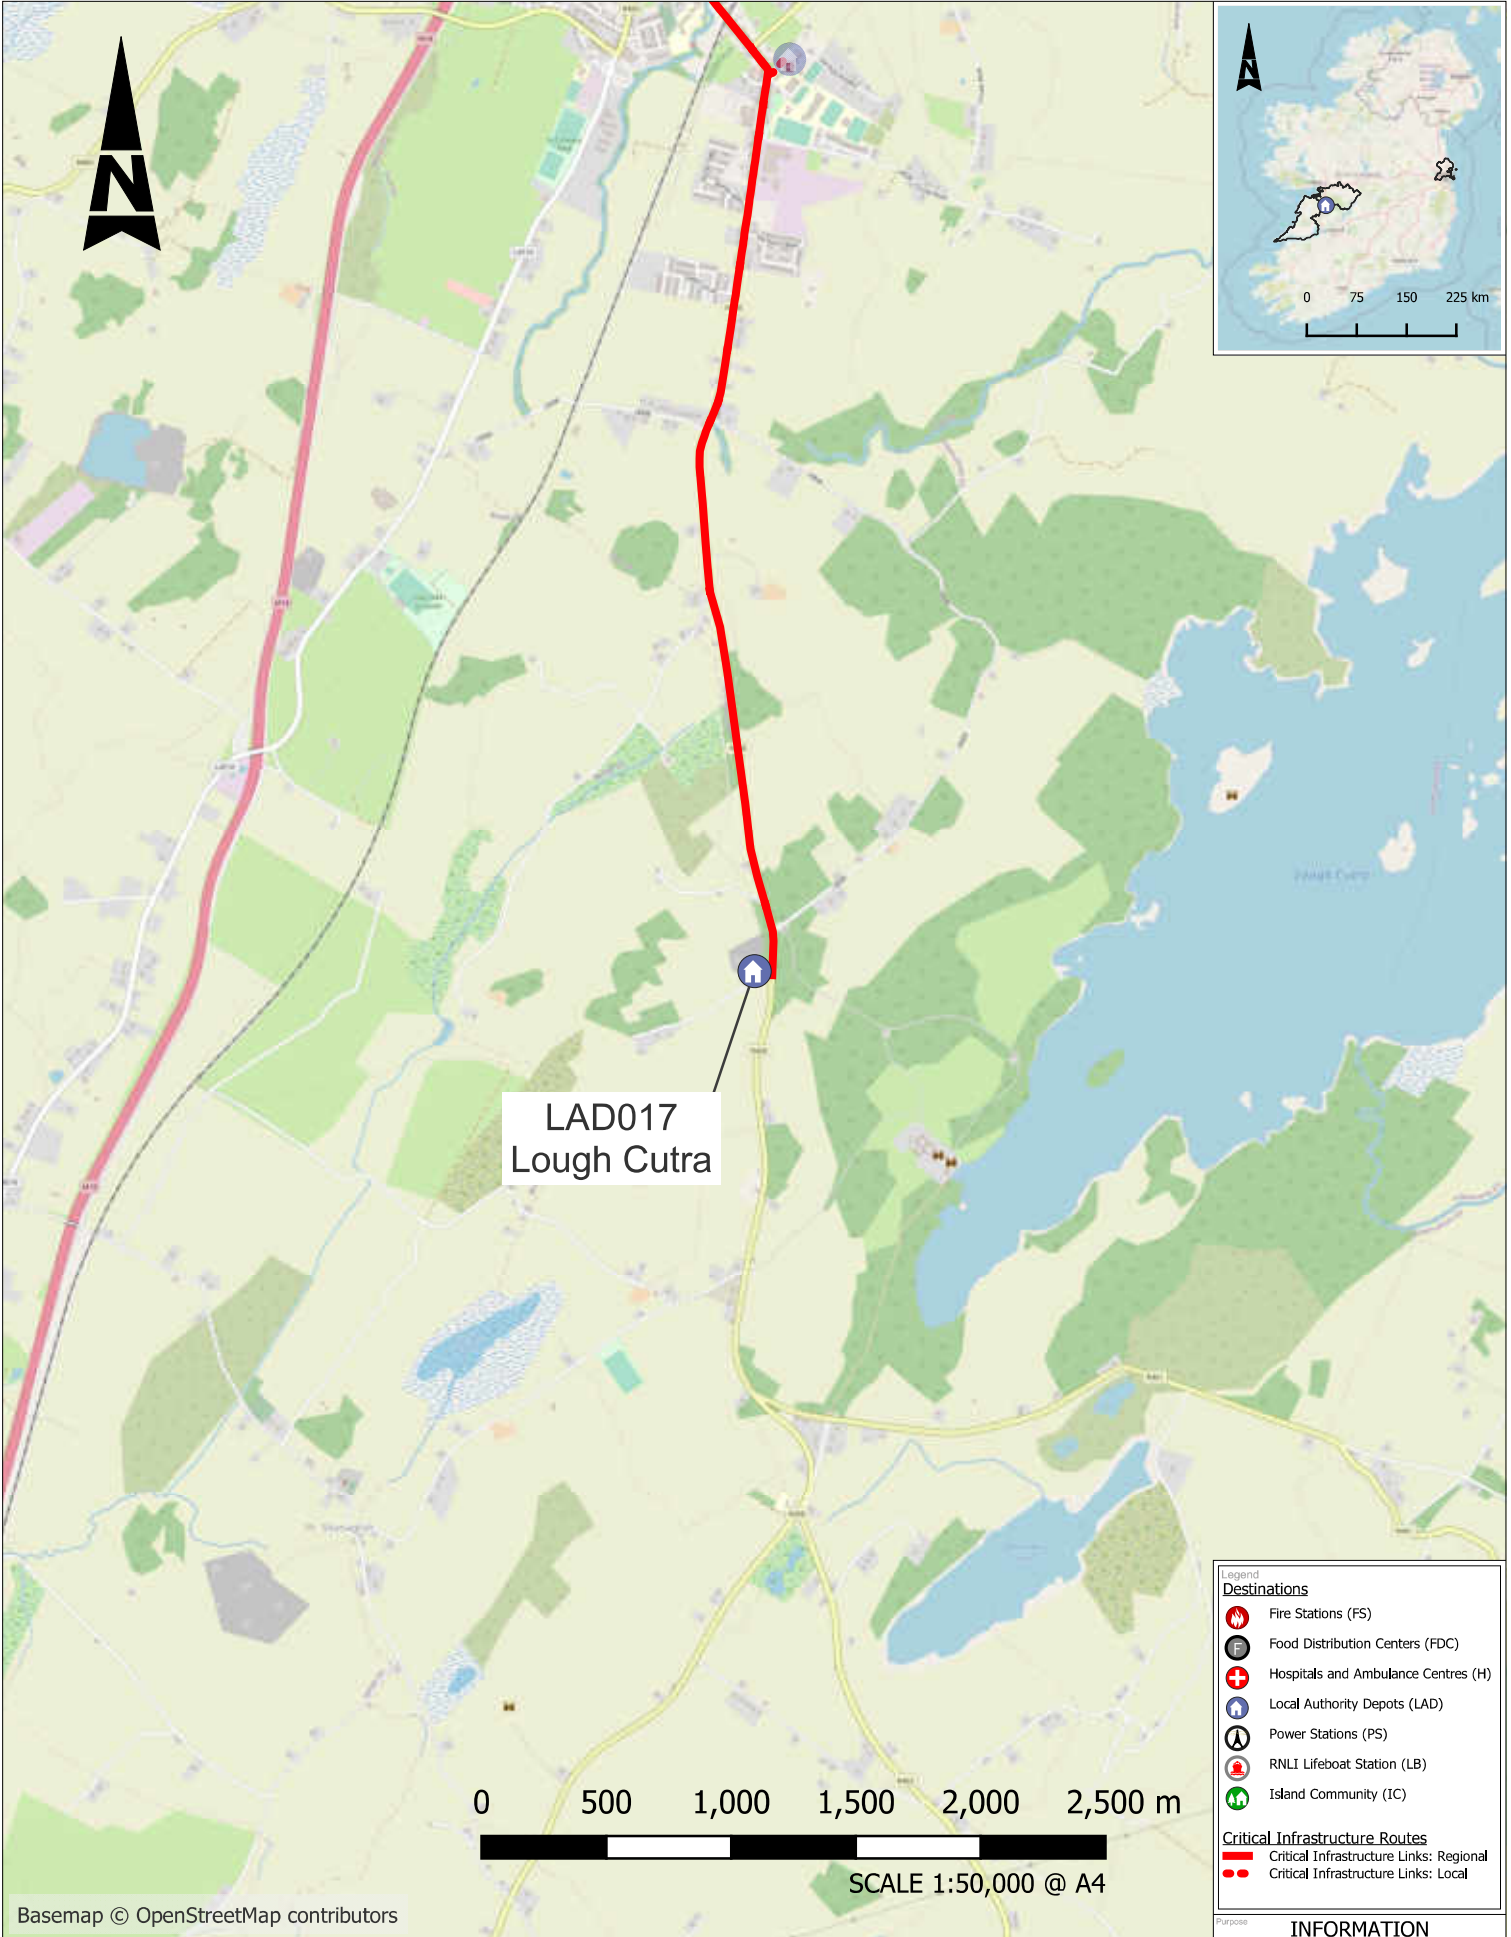 N
N
0 75 150 225 km
Lough Cutra
LAD017
Lough Cutra
0 500 1,000 1,500 2,000 2,500 m
SCALE 1:50,000 @ A4
Basemap © OpenStreetMap contributors
Legend
Destinations
Fire Stations (FS)
F Food Distribution Centers (FDC)
Hospitals and Ambulance Centres (H)
Local Authority Depots (LAD)
Power Stations (PS)
RNLI Lifeboat Station (LB)
Island Community (IC)
Critical Infrastructure Routes
Critical Infrastructure Links: Regional
Critical Infrastructure Links: Local
Purpose
INFORMATION